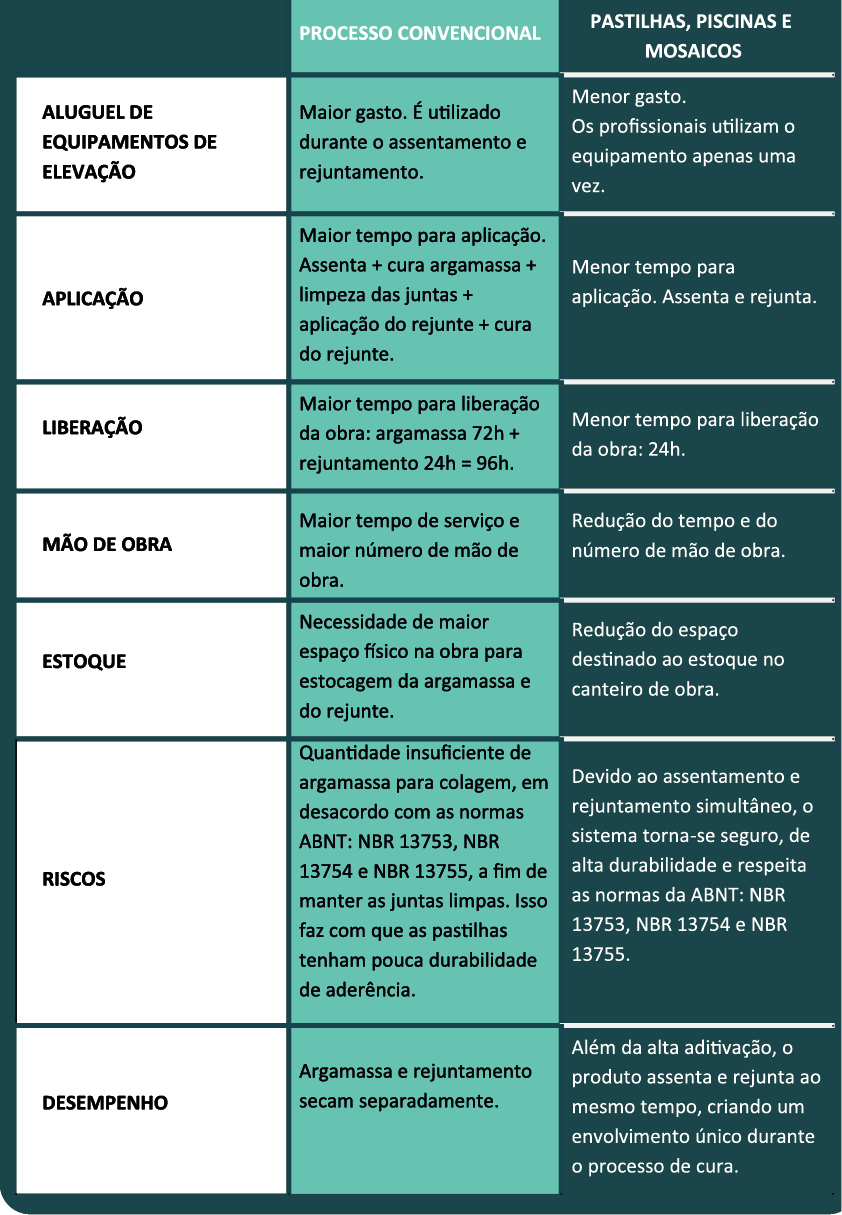 PROCESSO CONVENCIONAL
PASTILHAS, PISCINAS E
MOSAICOS
ALUGUEL DE
EQUIPAMENTOS DE
ELEVAÇÃO
Maior gasto. É utilizado
durante o assentamento e
rejuntamento.
Menor gasto.
Os profissionais utilizam o
equipamento apenas uma
vez.
APLICAÇÃO
Maior tempo para aplicação.
Assenta + cura argamassa +
limpeza das juntas +
aplicação do rejunte + cura
do rejunte.
Menor tempo para
aplicação. Assenta e rejunta.
LIBERAÇÃO
Maior tempo para liberação
da obra: argamassa 72h +
rejuntamento 24h = 96h.
Menor tempo para liberação
da obra: 24h.
MÃO DE OBRA
Maior tempo de serviço e
maior número de mão de
obra.
Redução do tempo e do
número de mão de obra.
ESTOQUE
Necessidade de maior
espaço físico na obra para
estocagem da argamassa e
do rejunte.
Redução do espaço
destinado ao estoque no
canteiro de obra.
RISCOS
Quantidade insuficiente de
argamassa para colagem, em
desacordo com as normas
ABNT: NBR 13753, NBR
13754 e NBR 13755, a fim de
manter as juntas limpas. Isso
faz com que as pastilhas
tenham pouca durabilidade
de aderência.
Devido ao assentamento e
rejuntamento simultâneo, o
sistema torna-se seguro, de
alta durabilidade e respeita
as normas da ABNT: NBR
13753, NBR 13754 e NBR
13755.
DESEMPENHO
Argamassa e rejuntamento
secam separadamente.
Além da alta aditivação, o
produto assenta e rejunta ao
mesmo tempo, criando um
envolvimento único durante
o processo de cura.